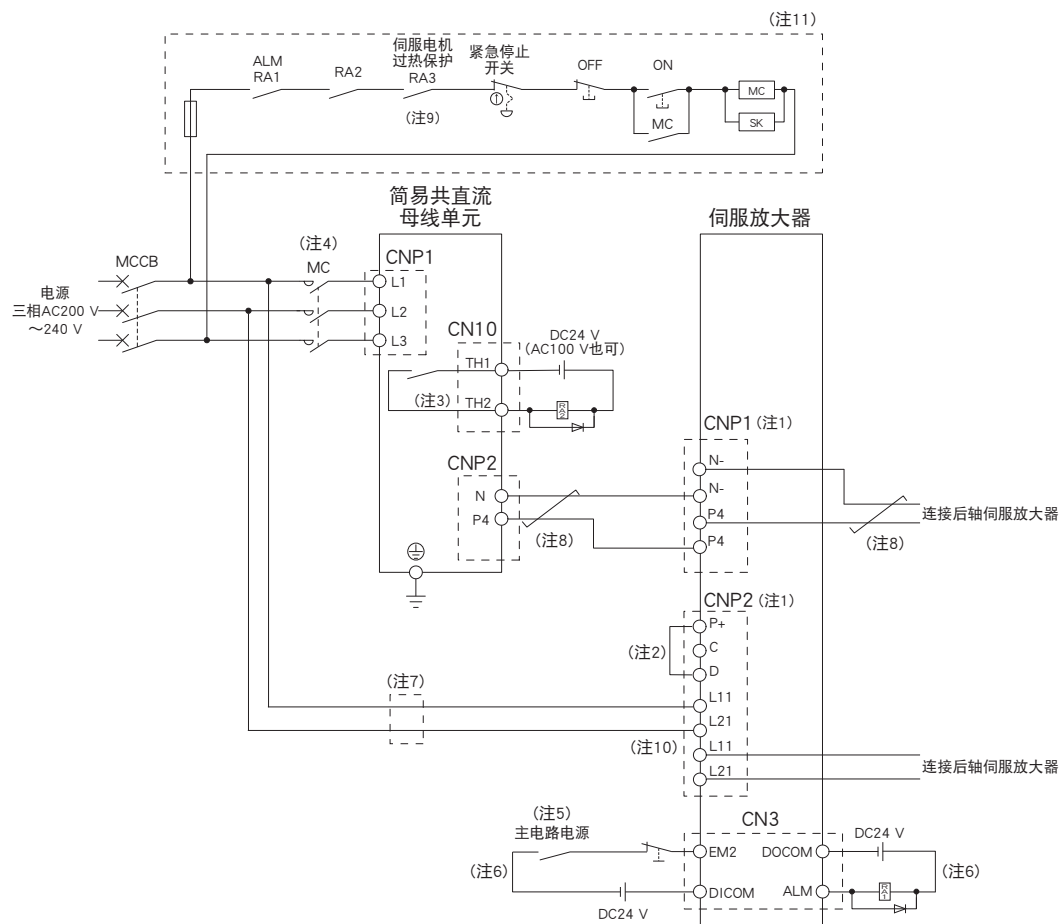 (注11)
伺服电机
过热保护
紧急停止
开关
ALM
RA1
RA2
RA3
OFF
ON
(注9)
MC
MC
SK
简易共直流
母线单元
伺服放大器
(注4)
MCCB
MC
CNP1
电源
三相AC200 V
～240 V
L1
L2
L3
CN10
DC24 V
(AC100 V也可)
TH1
(注3)
TH2
RA2
CNP1 (注1)
CNP2
N-
N
N-
P4
P4
P4
(注8)
(注8)
连接后轴伺服放大器
CNP2 (注1)
P+
(注2)
C
D
(注7)
L11
L21
(注10)
L11
L21
连接后轴伺服放大器
(注5)
主电路电源
CN3
DC24 V
EM2
DOCOM
(注6)
(注6)
DICOM
ALM
RA1
DC24 V